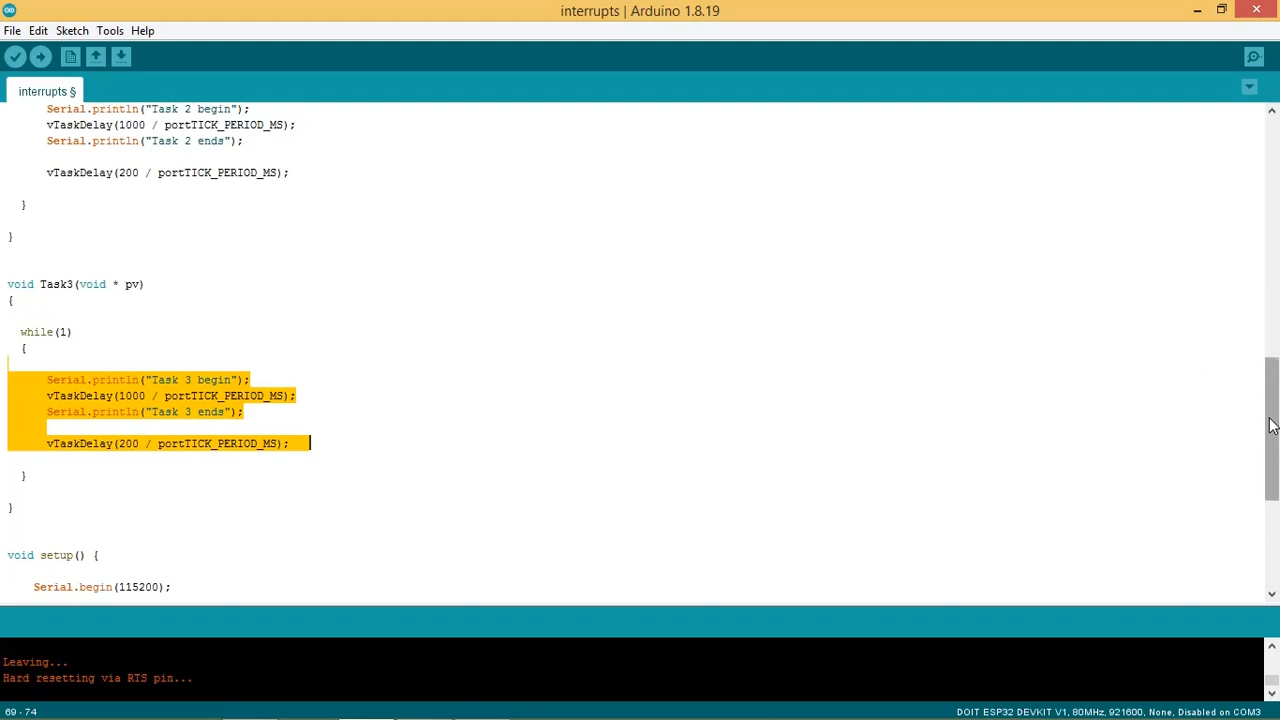 interrupts | Arduino 1.8.19
File Edit Sketch Tools Help
interrupts §
Serial.println("Task 2 begin");
vTaskDelay(1000 / portTICK_PERIOD_MS);
Serial.println("Task 2 ends");
vTaskDelay(200 / portTICK_PERIOD_MS);
}
}
void Task3(void * pv)
{
while(1)
{
Serial.println("Task 3 begin");
vTaskDelay(1000 / portTICK_PERIOD_MS);
Serial.println("Task 3 ends");
vTaskDelay(200 / portTICK_PERIOD_MS);
}
}
void setup() {
Serial.begin(115200);
Leaving...
Hard resetting via RTS pin...
69 - 74 DOIT ESP32 DEVKIT V1, 80MHz, 921600, None, Disabled on COM3